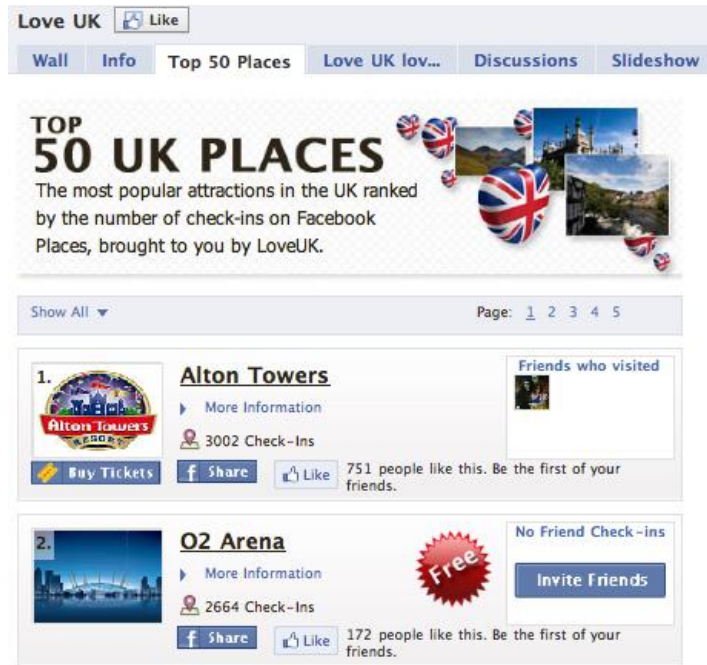 Love UK Like
Wall Info Top 50 Places Love UK lov... Discussions Slideshow
TOP
50 UK PLACES
The most popular attractions in the UK ranked
by the number of check-ins on Facebook
Places, brought to you by LoveUK.
Show All Page: 1 2 3 4 5
1.
Alton Towers
RESORT
Buy Tickets
Alton Towers
More Information
3002 Check-Ins
f Share Like 751 people like this. Be the first of your
friends.
Friends who visited
2.
O2 Arena
More Information
2664 Check-Ins
f Share Like 172 people like this. Be the first of your
friends.
Free
No Friend Check-ins
Invite Friends